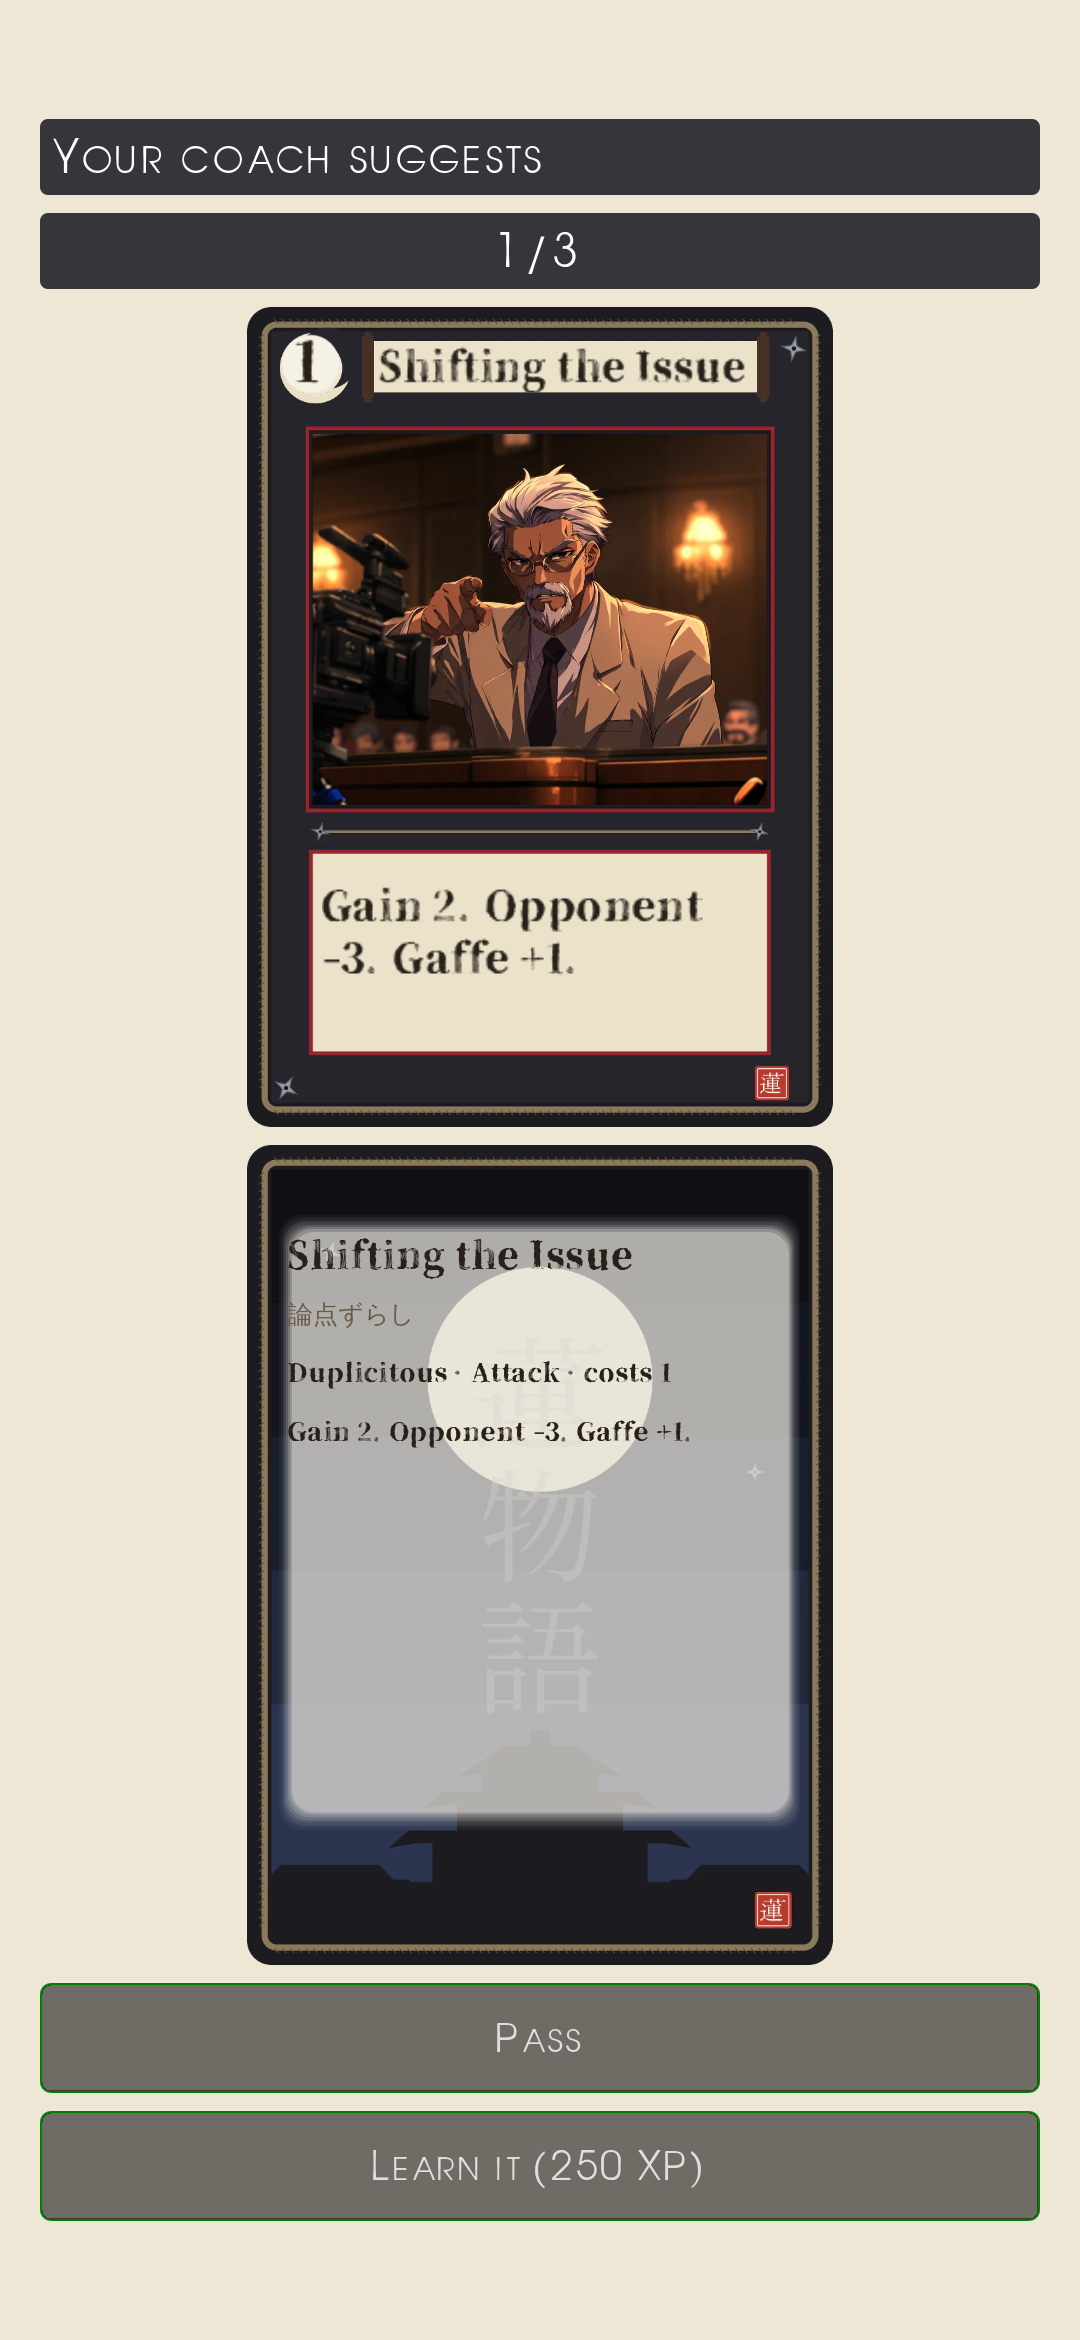 Your coach suggests
1/3
1
Shifting the Issue
Gain 2. Opponent
-3. Gaffe +1.
蓮
Shifting the Issue
論点ずらし
Duplicitous · Attack · costs 1
Gain 2. Opponent -3. Gaffe +1.
蓮
物
語
蓮
Pass
Learn it (250 XP)